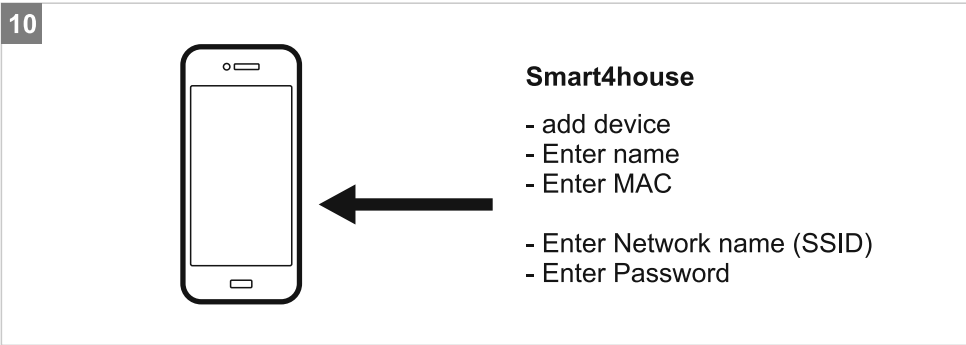 10
Smart4house
- add device
- Enter name
- Enter MAC
- Enter Network name (SSID)
- Enter Password